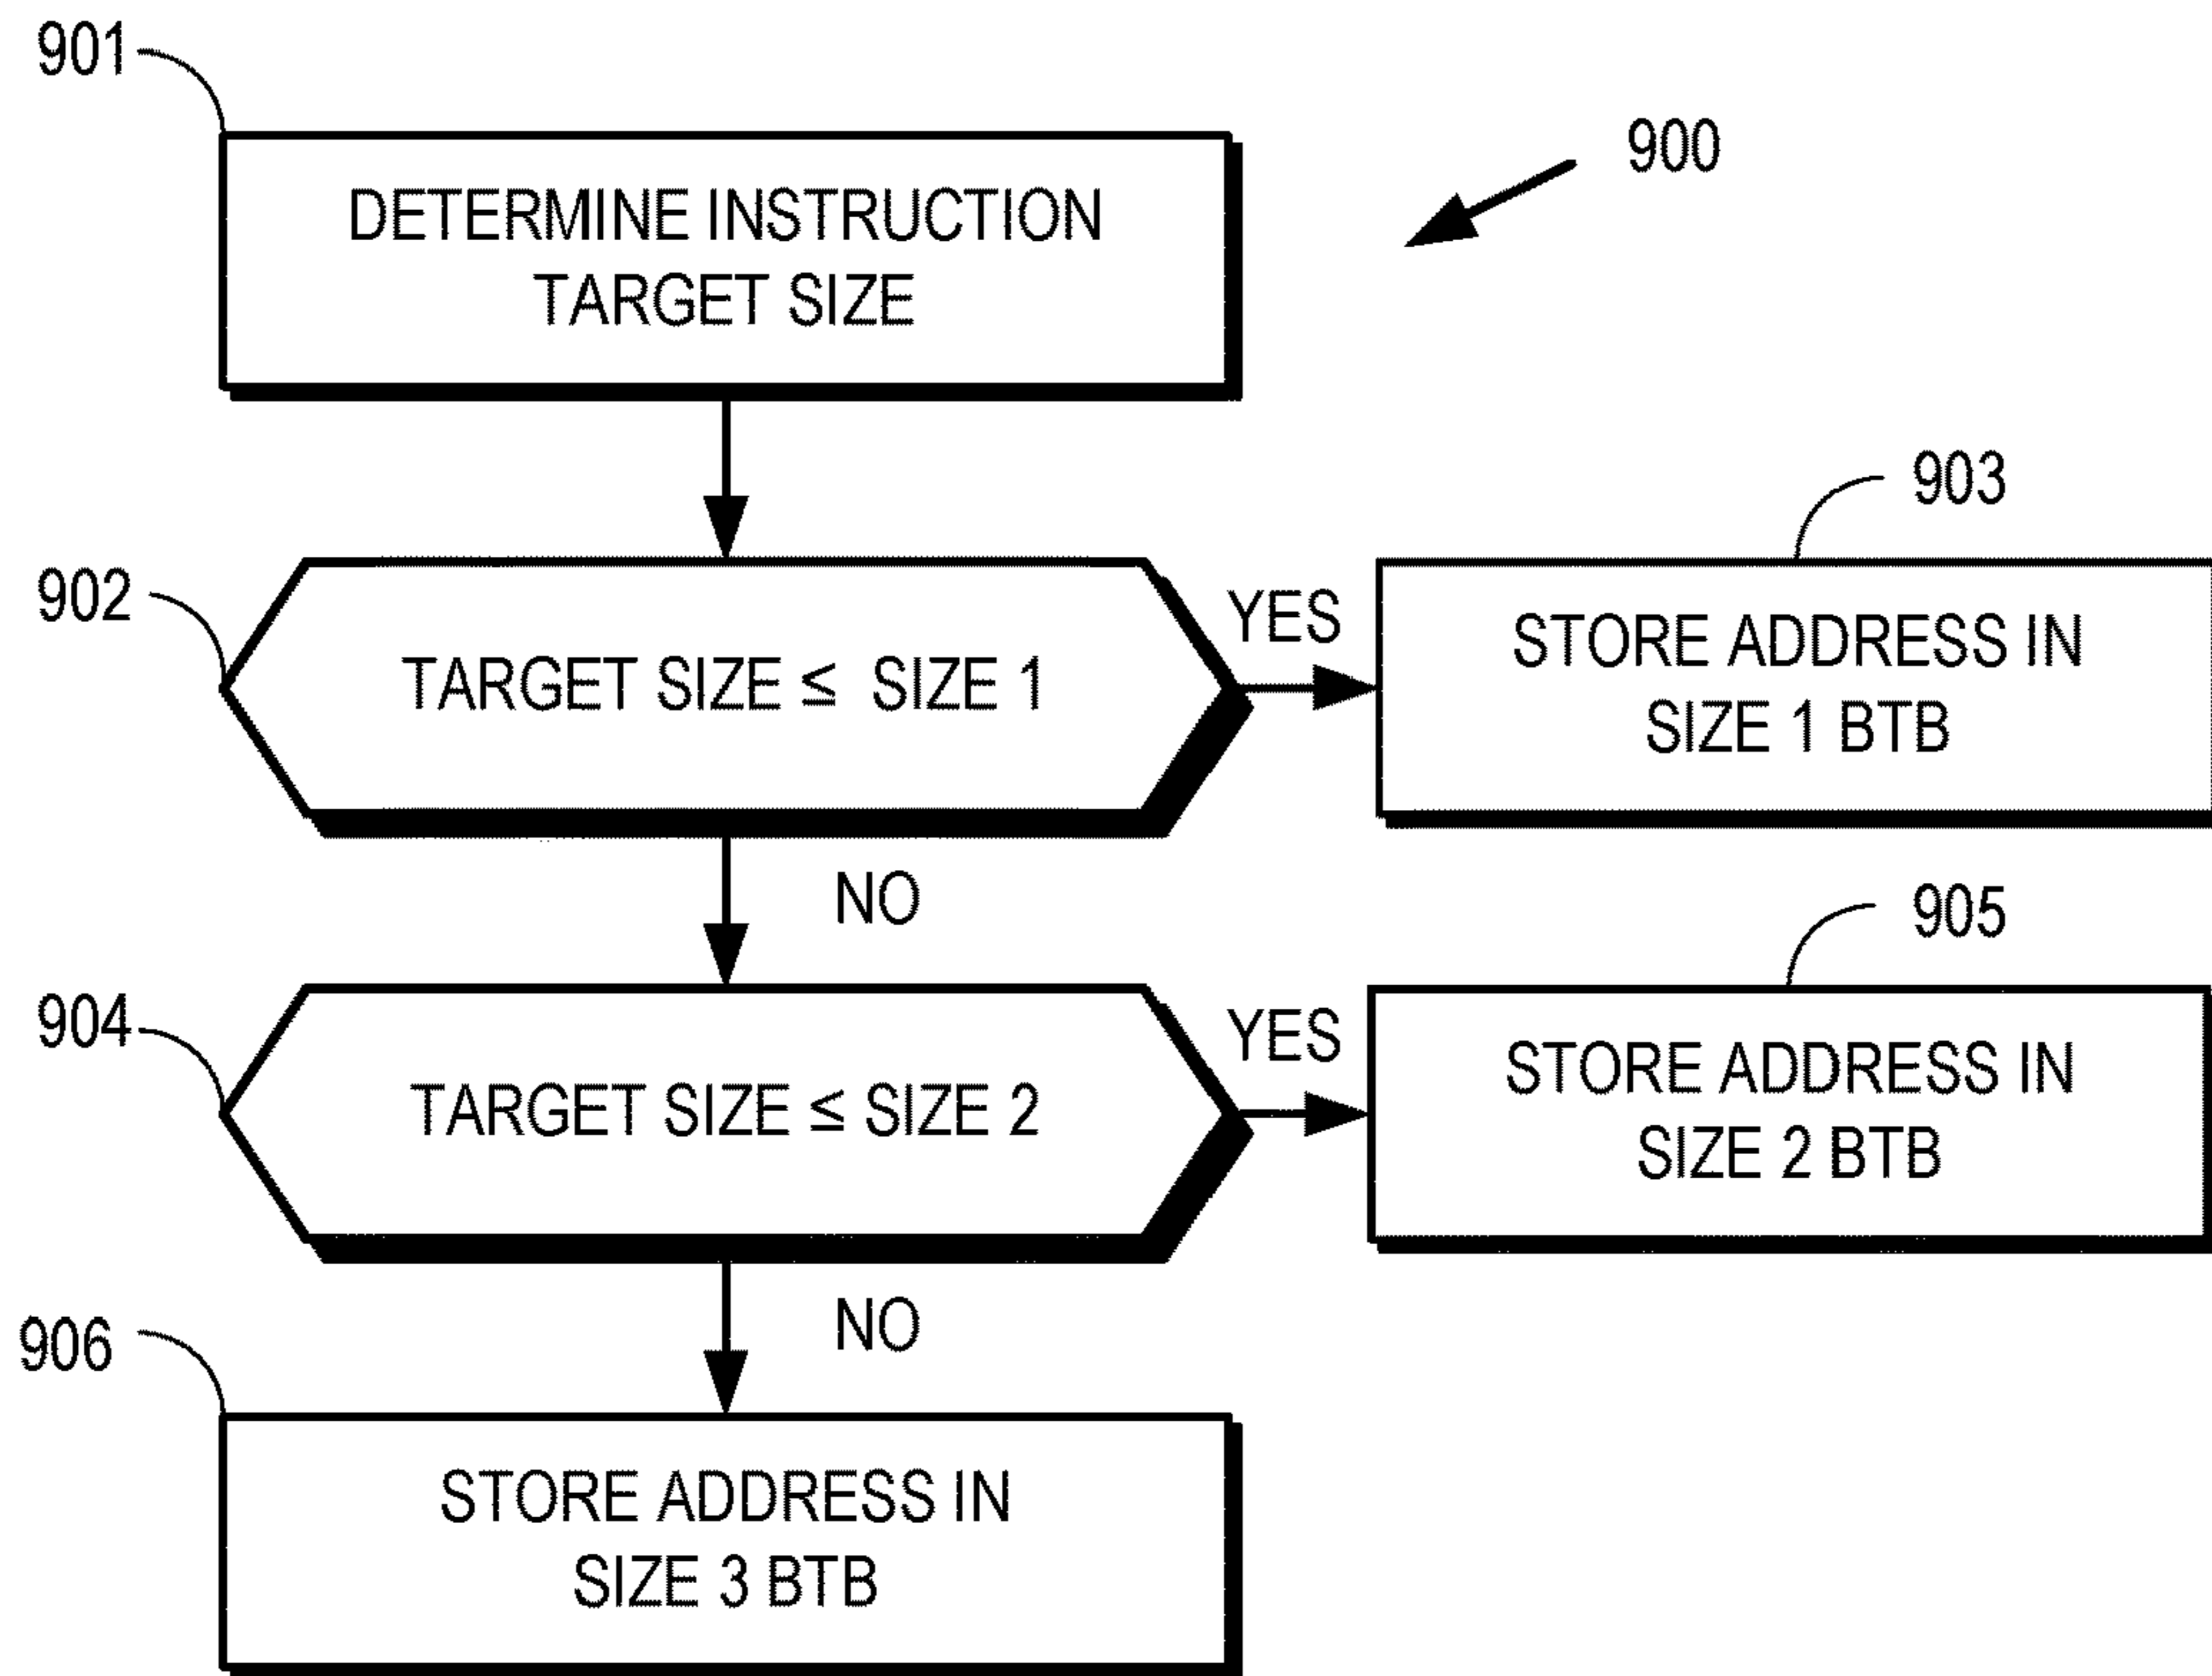 901
900
DETERMINE INSTRUCTION
TARGET SIZE
903
902
YES
TARGET SIZE ≤ SIZE 1
STORE ADDRESS IN
SIZE 1 BTB
NO
905
904
YES
TARGET SIZE ≤ SIZE 2
STORE ADDRESS IN
SIZE 2 BTB
NO
906
STORE ADDRESS IN
SIZE 3 BTB